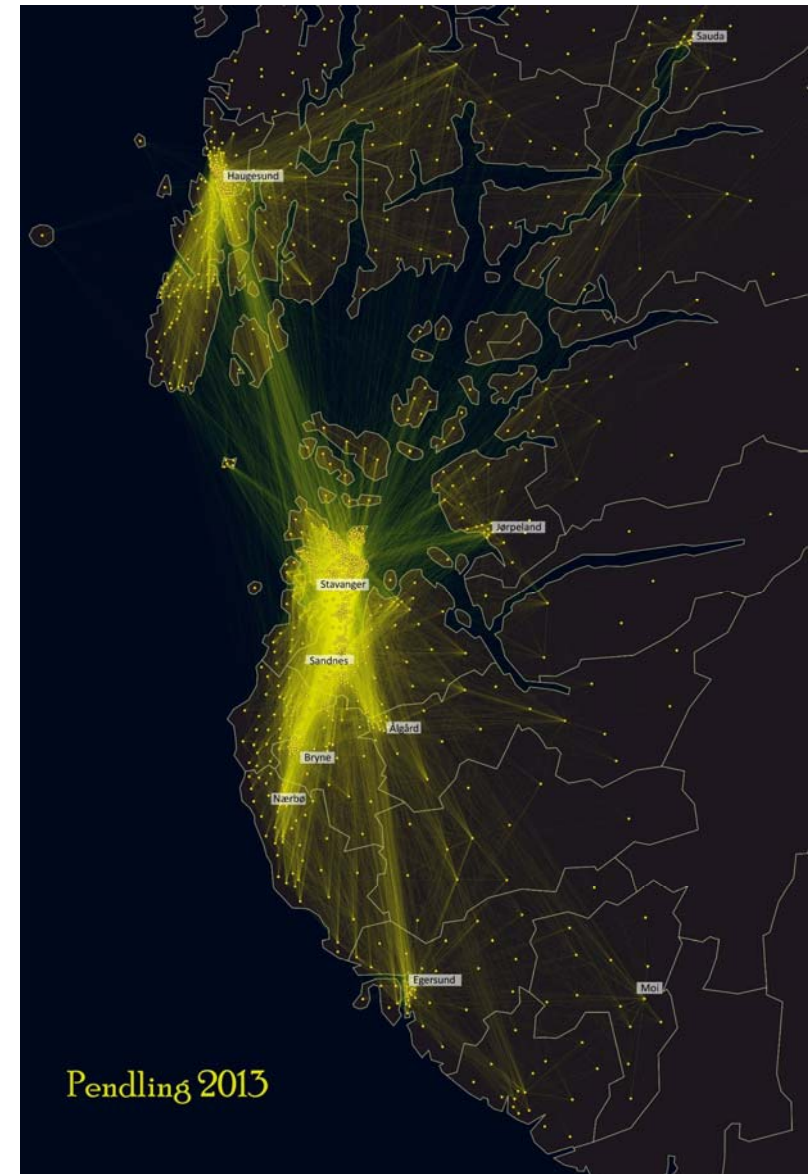 Sauda
Haugesund
Jørpeland
Stavanger
Sandnes
Ålgård
Bryne
Nærbø
Egersund
Moi
Pendling 2013